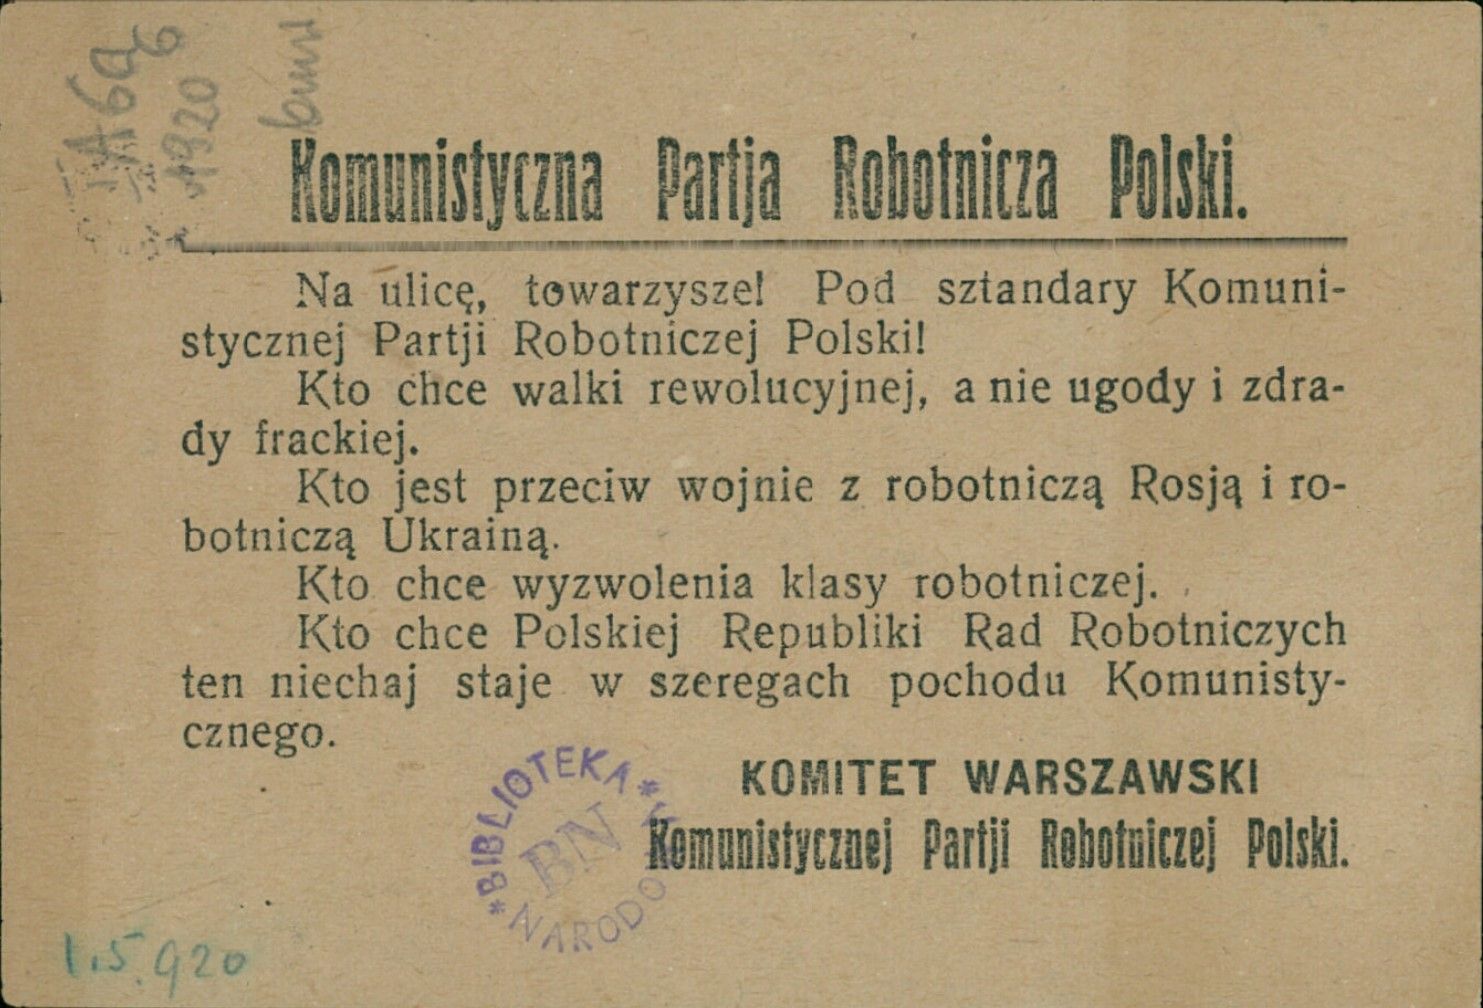 1920
Komunistyczna Partja Robotnicza Polski.
Na ulicę, towarzysze! Pod sztandary Komuni-
stycznej Partji Robotniczej Polski!
Kto chce walki rewolucyjnej, a nie ugody i zdra-
dy frackiej.
Kto jest przeciw wojnie z robotniczą Rosją i ro-
botniczą Ukrainą.
Kto chce wyzwolenia klasy robotniczej.
Kto chce Polskiej Republiki Rad Robotniczych
ten niechaj staje w szeregach pochodu Komunisty-
cznego.
KOMITET WARSZAWSKI
Komunistycznej Partji Robotniczej Polski.
*BIBLIOTEKA*
BN
1.5.920